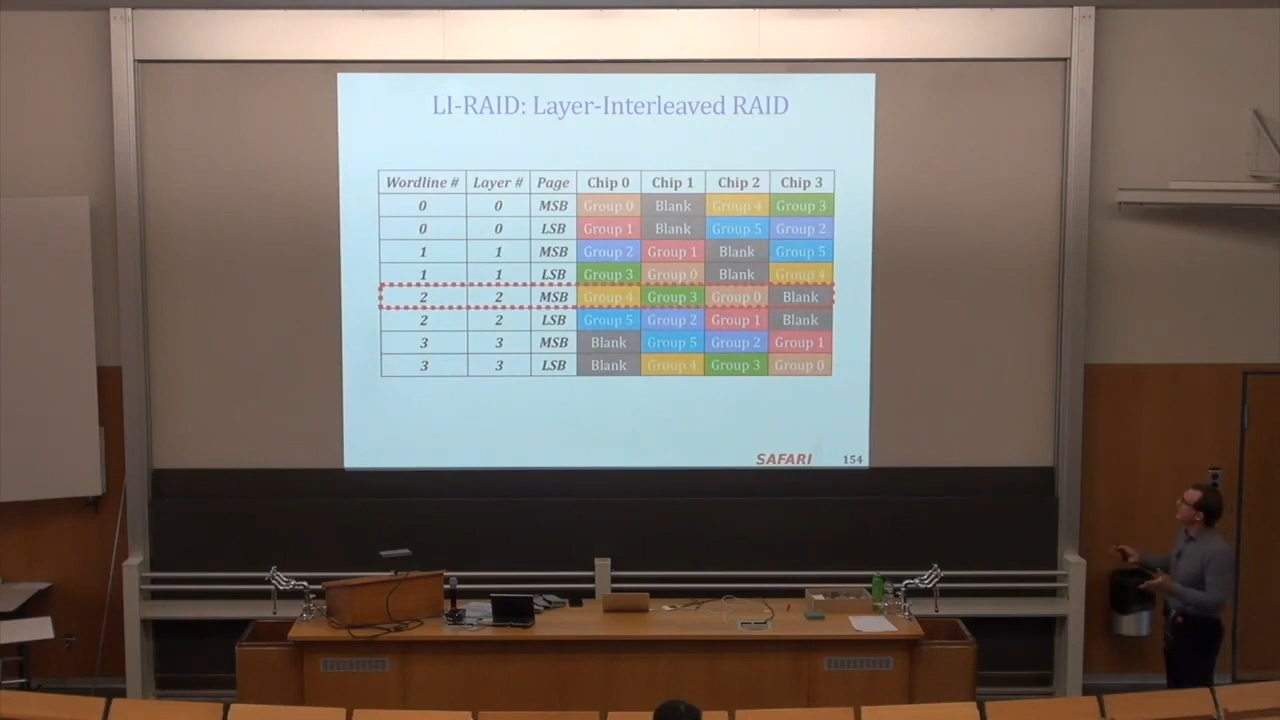 LI-RAID: Layer-Interleaved RAID
Wordline # Layer # Page Chip 0 Chip 1 Chip 2 Chip 3
0 0 MSB Group 0 Blank Group 4 Group 3
0 0 LSB Group 1 Blank Group 5 Group 2
1 1 MSB Group 2 Group 1 Blank Group 5
1 1 LSB Group 3 Group 0 Blank Group 4
2 2 MSB Group 4 Group 3 Group 0 Blank
2 2 LSB Group 5 Group 2 Group 1 Blank
3 3 MSB Blank Group 5 Group 2 Group 1
3 3 LSB Blank Group 4 Group 3 Group 0
SAFARI 154